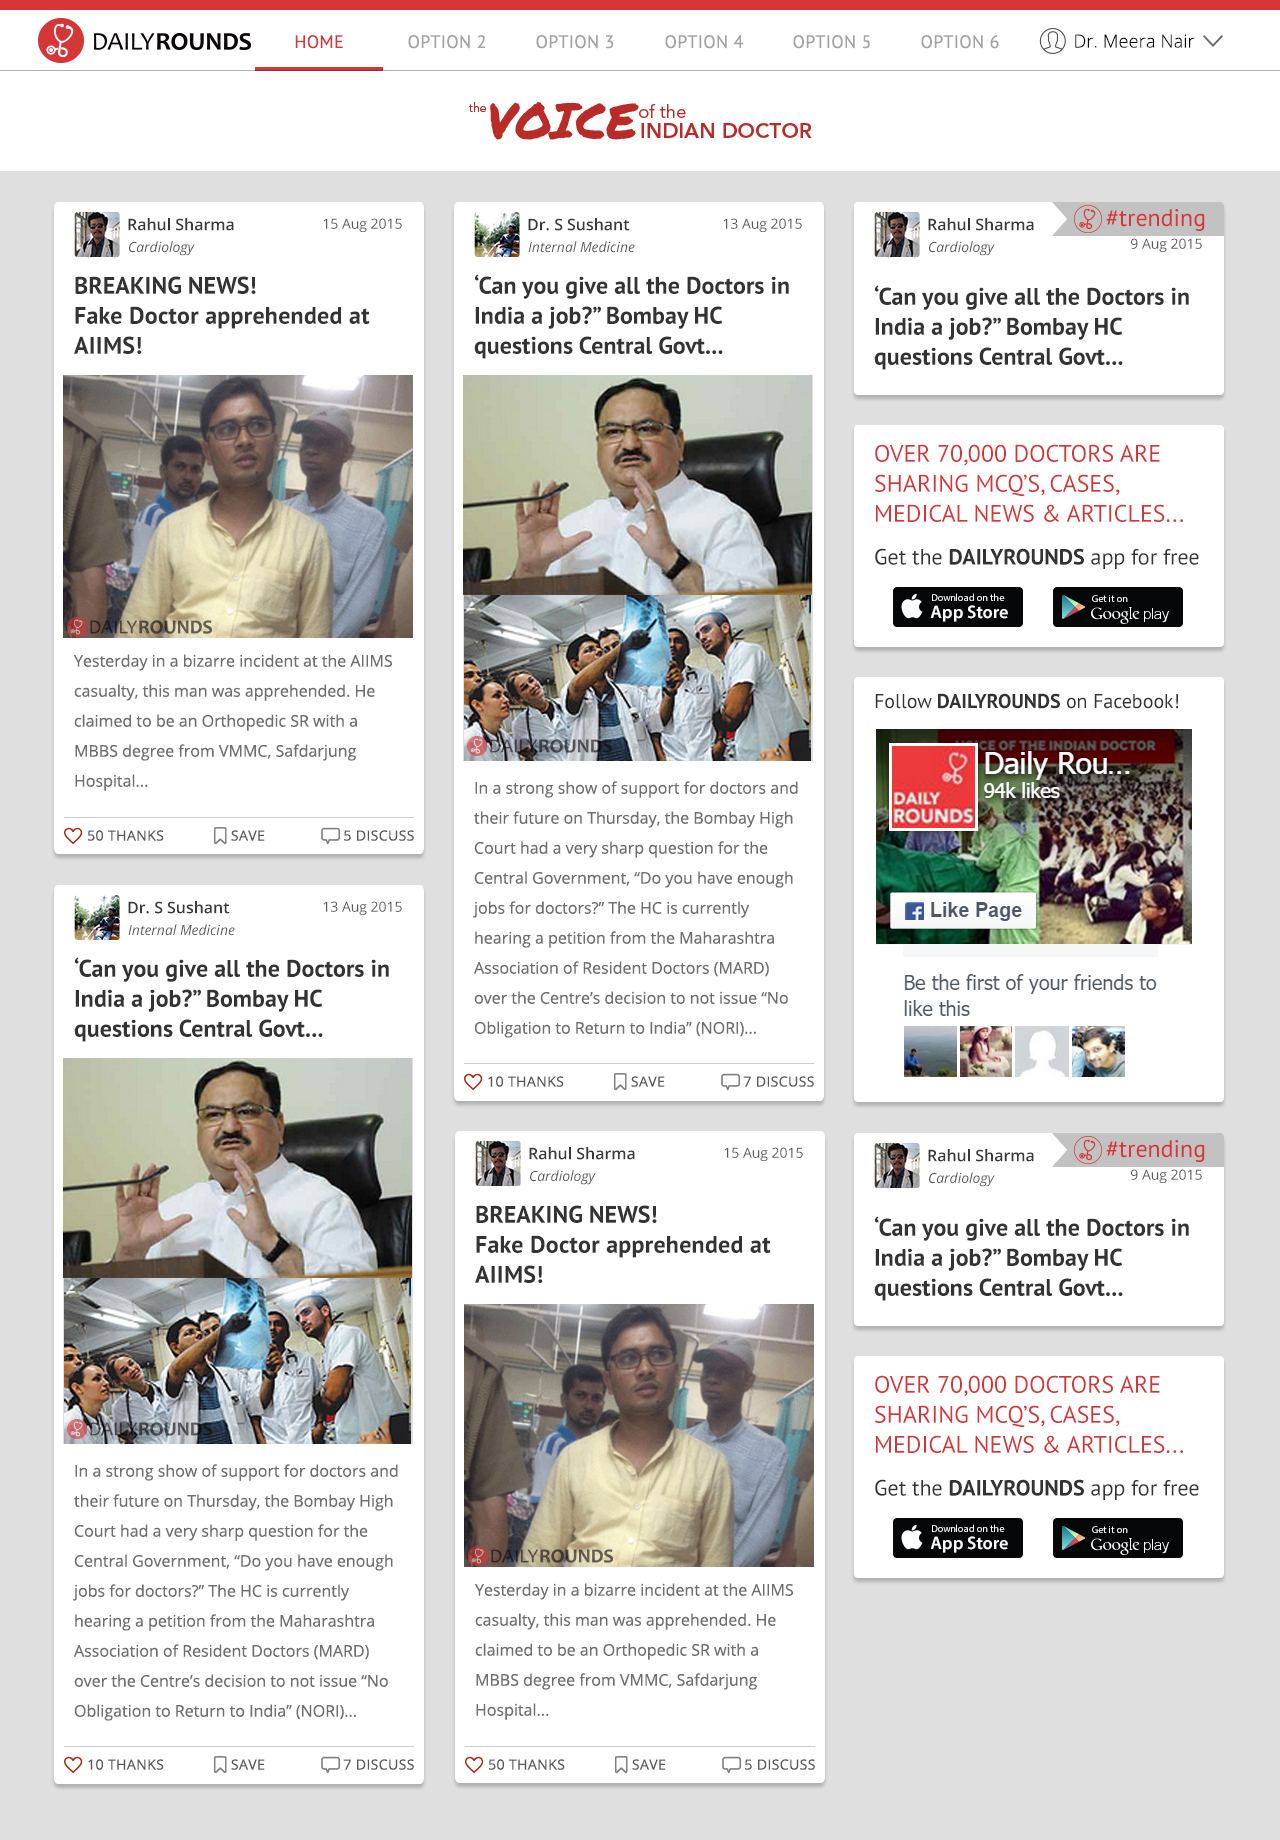 DAILYROUNDS
HOME
OPTION 2
OPTION 3
OPTION 4
OPTION 5
OPTION 6
Dr. Meera Nair
the VOICE of the
INDIAN DOCTOR
Rahul Sharma
15 Aug 2015
Cardiology
BREAKING NEWS!
Fake Doctor apprehended at
AIIMS!
DAILYROUNDS
Yesterday in a bizarre incident at the AIIMS
casualty, this man was apprehended. He
claimed to be an Orthopedic SR with a
MBBS degree from VMMC, Safdarjung
Hospital...
50 THANKS
SAVE
5 DISCUSS
Dr. S Sushant
13 Aug 2015
Internal Medicine
‘Can you give all the Doctors in
India a job?” Bombay HC
questions Central Govt...
DAILYROUNDS
In a strong show of support for doctors and
their future on Thursday, the Bombay High
Court had a very sharp question for the
Central Government, “Do you have enough
jobs for doctors?” The HC is currently
hearing a petition from the Maharashtra
Association of Resident Doctors (MARD)
over the Centre’s decision to not issue “No
Obligation to Return to India” (NORI)...
10 THANKS
SAVE
7 DISCUSS
Dr. S Sushant
13 Aug 2015
Internal Medicine
‘Can you give all the Doctors in
India a job?” Bombay HC
questions Central Govt...
DAILYROUNDS
In a strong show of support for doctors and
their future on Thursday, the Bombay High
Court had a very sharp question for the
Central Government, “Do you have enough
jobs for doctors?” The HC is currently
hearing a petition from the Maharashtra
Association of Resident Doctors (MARD)
over the Centre’s decision to not issue “No
Obligation to Return to India” (NORI)...
10 THANKS
SAVE
7 DISCUSS
Rahul Sharma
15 Aug 2015
Cardiology
BREAKING NEWS!
Fake Doctor apprehended at
AIIMS!
DAILYROUNDS
Yesterday in a bizarre incident at the AIIMS
casualty, this man was apprehended. He
claimed to be an Orthopedic SR with a
MBBS degree from VMMC, Safdarjung
Hospital...
50 THANKS
SAVE
5 DISCUSS
Rahul Sharma
#trending
Cardiology
9 Aug 2015
‘Can you give all the Doctors in
India a job?” Bombay HC
questions Central Govt...
OVER 70,000 DOCTORS ARE
SHARING MCQ’S, CASES,
MEDICAL NEWS & ARTICLES...
Get the DAILYROUNDS app for free
Download on the
App Store
Get it on
Google play
Follow DAILYROUNDS on Facebook!
VOICE OF THE INDIAN DOCTOR
Daily Rou...
94k likes
DAILY
ROUNDS
Like Page
Be the first of your friends to
like this
Rahul Sharma
#trending
Cardiology
9 Aug 2015
‘Can you give all the Doctors in
India a job?” Bombay HC
questions Central Govt...
OVER 70,000 DOCTORS ARE
SHARING MCQ’S, CASES,
MEDICAL NEWS & ARTICLES...
Get the DAILYROUNDS app for free
Download on the
App Store
Get it on
Google play